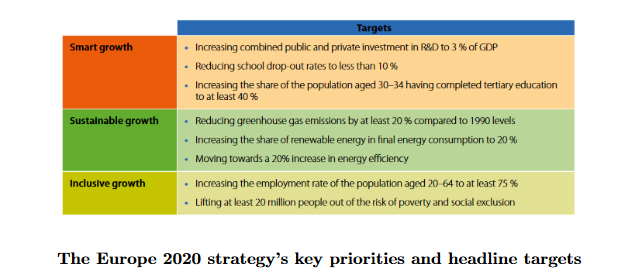 Targets
Smart growth
• Increasing combined public and private investment in R&D to 3 % of GDP
• Reducing school drop-out rates to less than 10 %
• Increasing the share of the population aged 30–34 having completed tertiary education
to at least 40 %
Sustainable growth
• Reducing greenhouse gas emissions by at least 20 % compared to 1990 levels
• Increasing the share of renewable energy in final energy consumption to 20 %
• Moving towards a 20% increase in energy efficiency
Inclusive growth
• Increasing the employment rate of the population aged 20–64 to at least 75 %
• Lifting at least 20 million people out of the risk of poverty and social exclusion
The Europe 2020 strategy's key priorities and headline targets